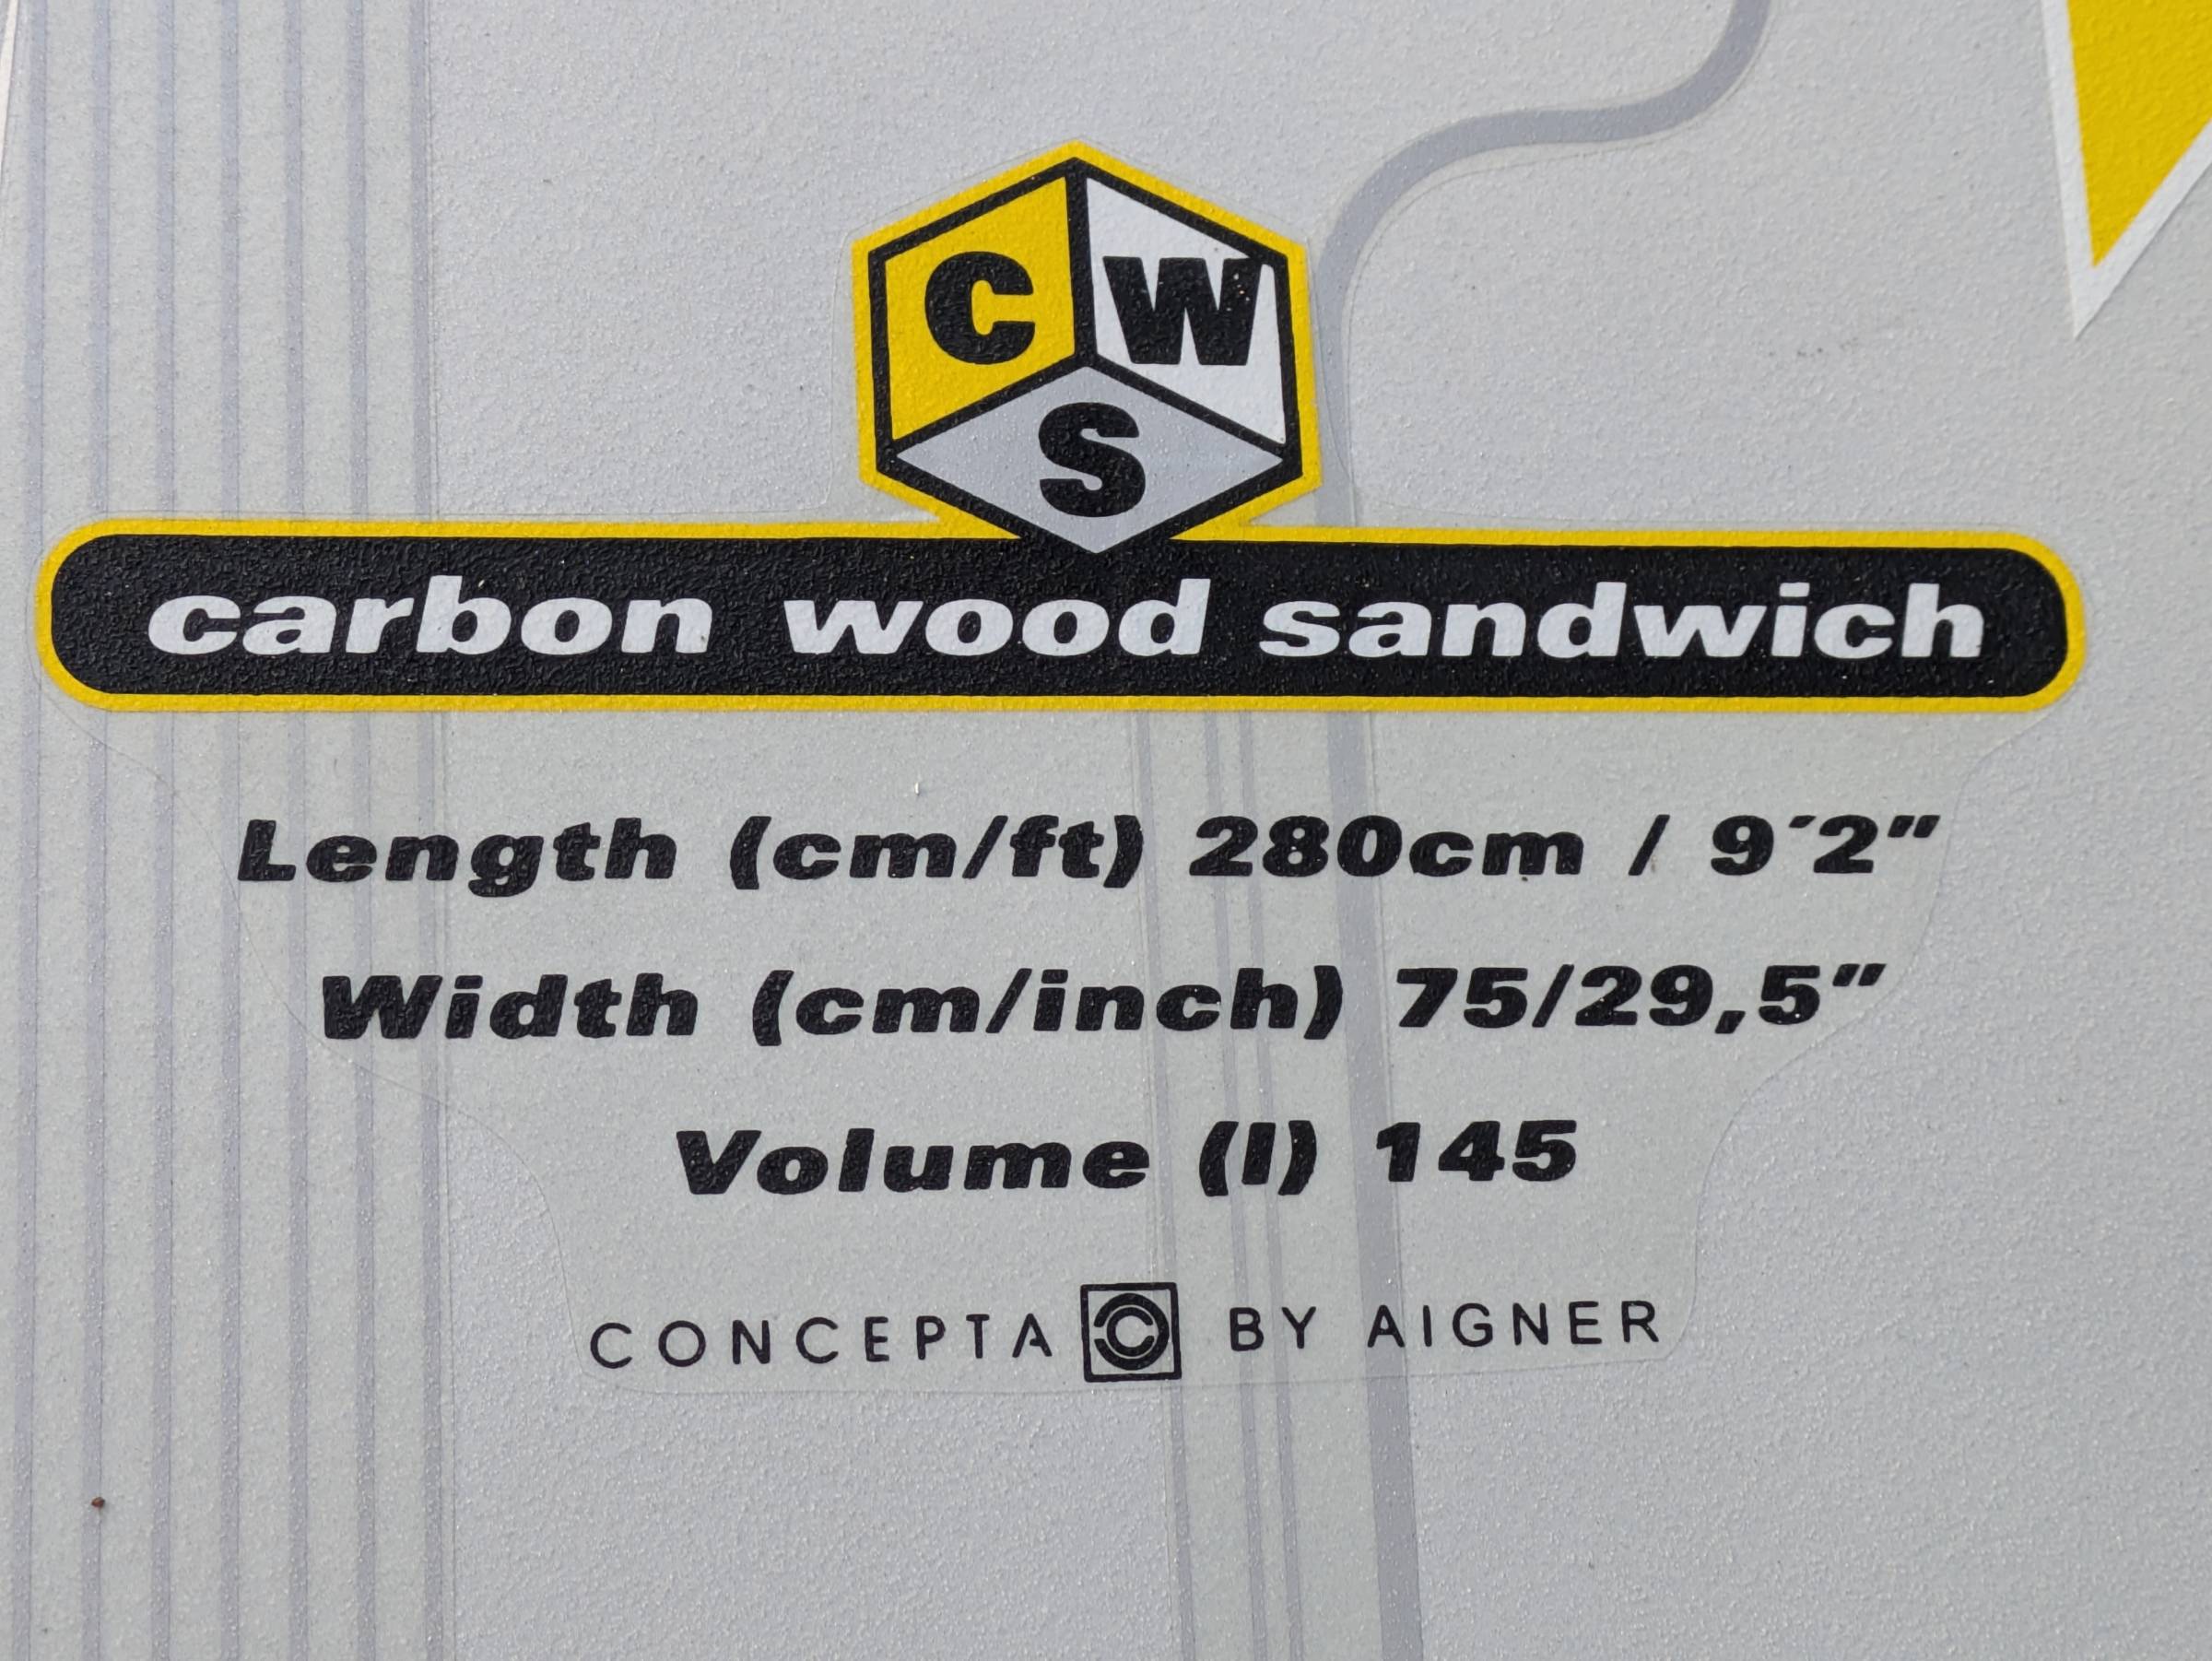 C W
S
carbon wood sandwich
Length (cm/ft) 280cm / 9´2"
Width (cm/inch) 75/29,5"
Volume (l) 145
CONCEPTA C BY AIGNER